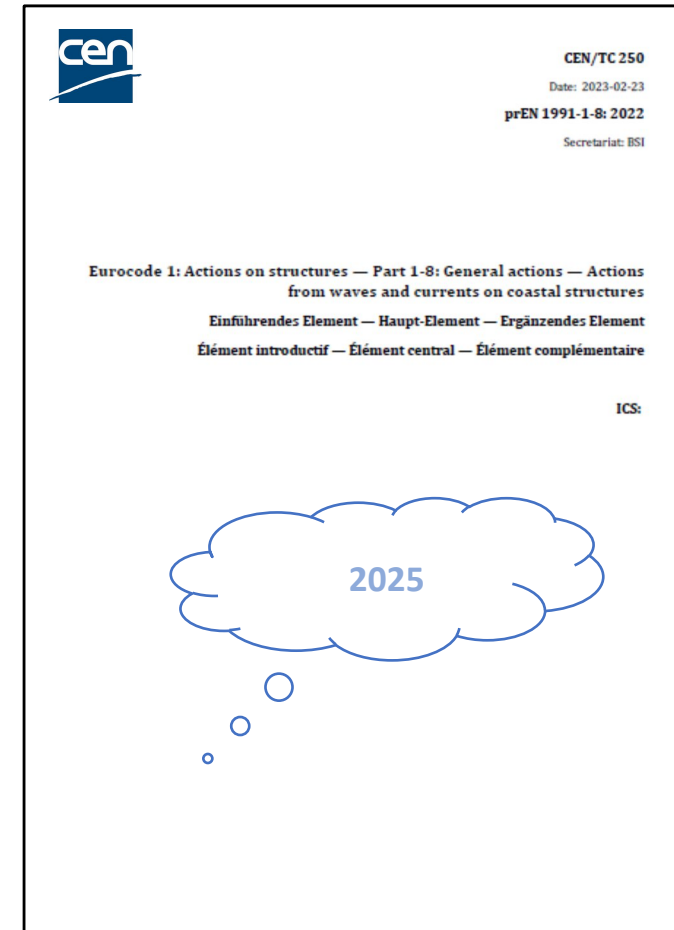 cen
CEN/TC 250
Date: 2023-02-23
prEN 1991-1-8: 2022
Secretariat: BSI
Eurocode 1: Actions on structures — Part 1-8: General actions — Actions
from waves and currents on coastal structures
Einführendes Element — Haupt-Element — Ergänzendes Element
Élément introductif — Élément central — Élément complémentaire
ICS:
2025